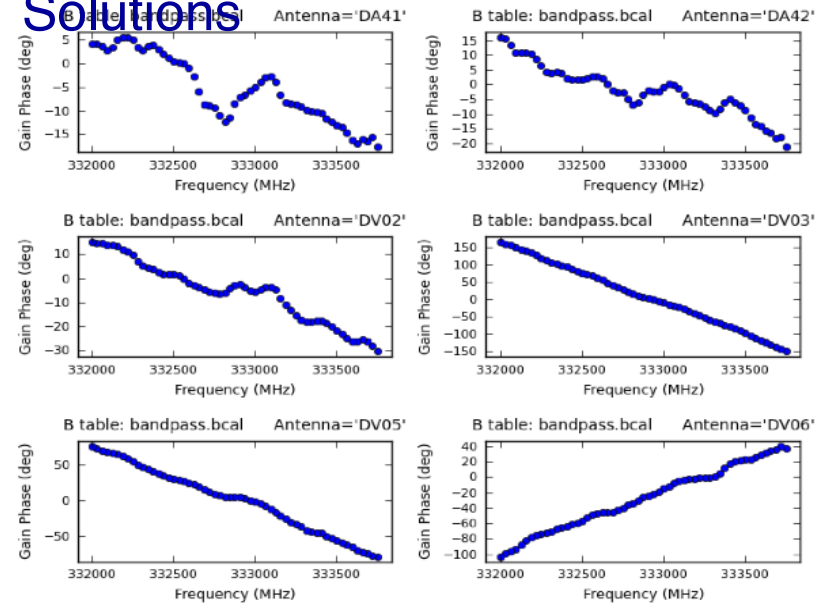 Solutions
B table: bandpass.bcal Antenna='DA41'
Gain Phase (deg)
5
0
−5
−10
−15
332000 332500 333000 333500
Frequency (MHz)
B table: bandpass.bcal Antenna='DA42'
Gain Phase (deg)
15
10
5
0
−5
−10
−15
−20
332000 332500 333000 333500
Frequency (MHz)
B table: bandpass.bcal Antenna='DV02'
Gain Phase (deg)
10
0
−10
−20
−30
332000 332500 333000 333500
Frequency (MHz)
B table: bandpass.bcal Antenna='DV03'
Gain Phase (deg)
150
100
50
0
−50
−100
−150
332000 332500 333000 333500
Frequency (MHz)
B table: bandpass.bcal Antenna='DV05'
Gain Phase (deg)
50
0
−50
332000 332500 333000 333500
Frequency (MHz)
B table: bandpass.bcal Antenna='DV06'
Gain Phase (deg)
40
20
0
−20
−40
−60
−80
−100
332000 332500 333000 333500
Frequency (MHz)